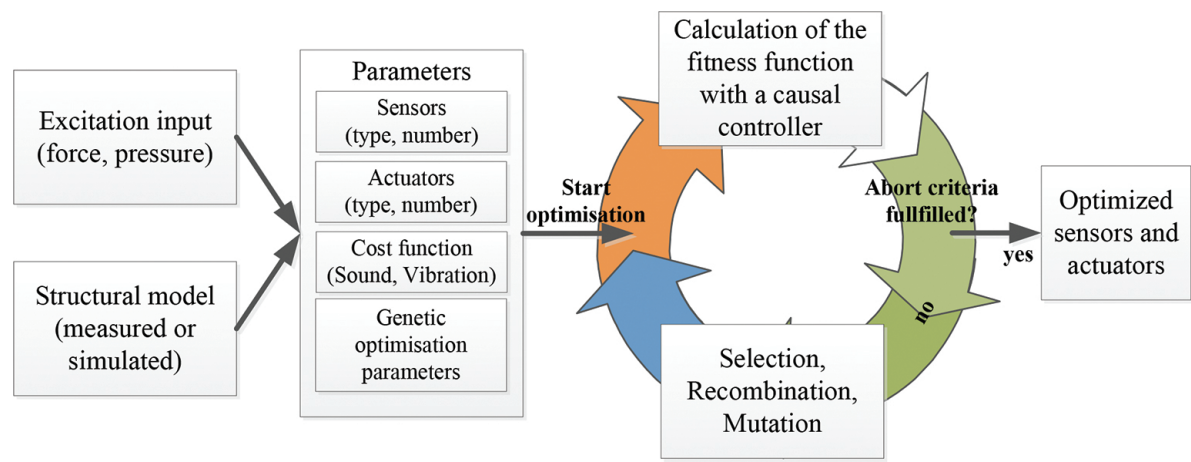 Excitation input
(force, pressure)
Structural model
(measured or
simulated)
Parameters
Sensors
(type, number)
Actuators
(type, number)
Cost function
(Sound, Vibration)
Genetic
optimisation
parameters
Start
optimisation
Calculation of the
fitness function
with a causal
controller
Abort criteria
fullfilled?
yes
no
Selection,
Recombination,
Mutation
Optimized
sensors and
actuators